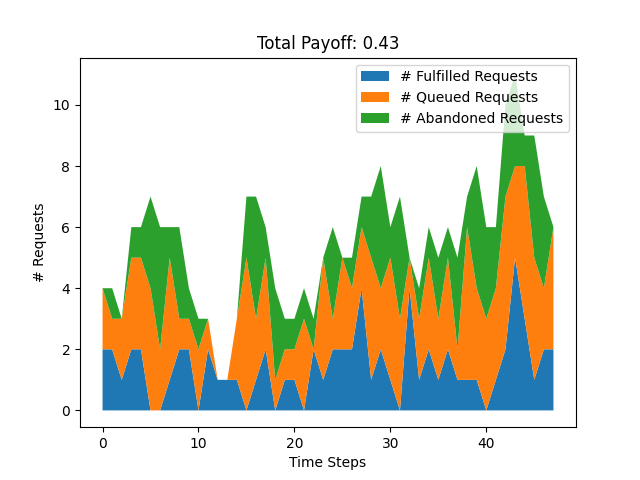 Total Payoff: 0.43
# Fulfilled Requests
# Queued Requests
# Abandoned Requests
10
8
6
4
2
0
# Requests
0
10
20
30
40
Time Steps